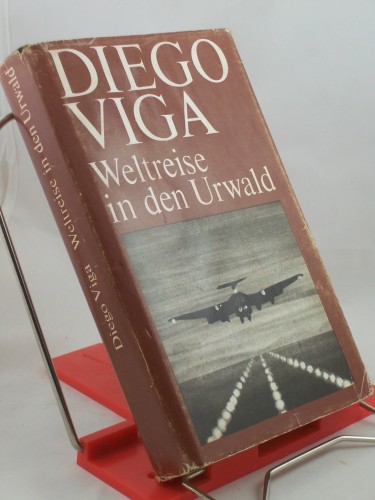 DIEGO
VIGA
Weltreise
in den Urwald
Diego Viga Weltreise in den Urwald